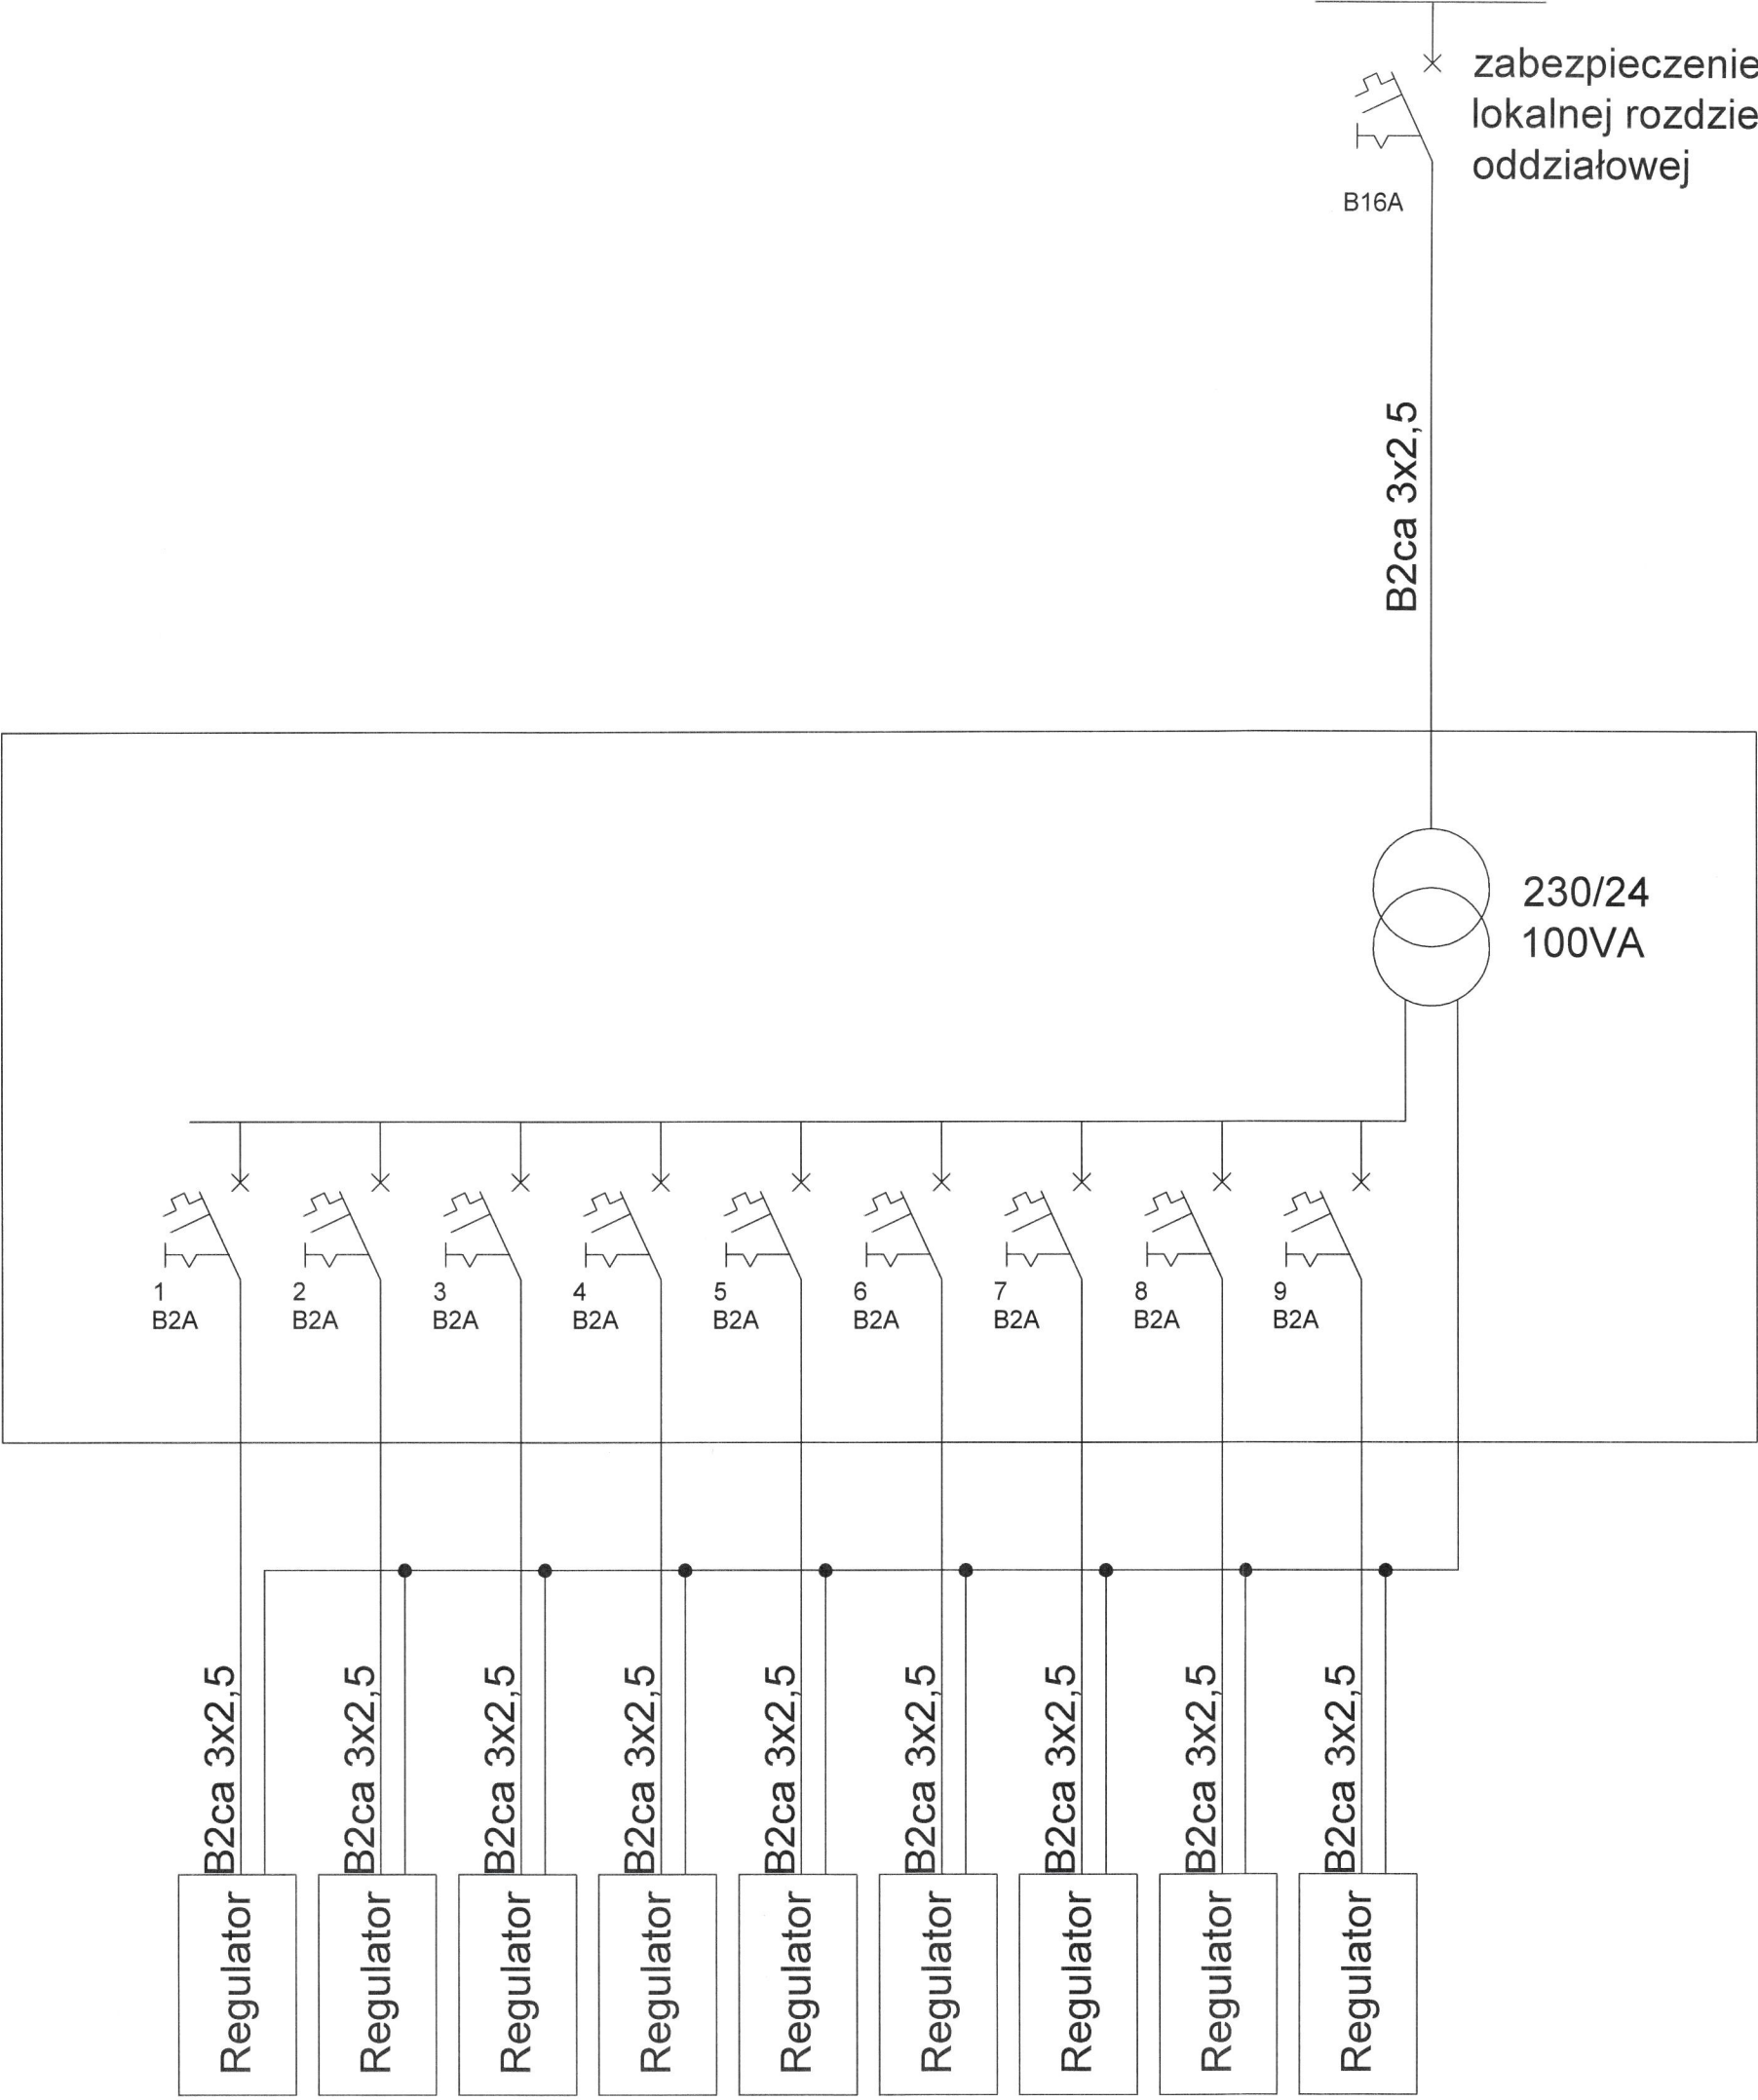 zabezpieczenie
lokalnej rozdzie
oddziałowej
B16A
B2ca 3x2,5
230/24
100VA
1
B2A
2
B2A
3
B2A
4
B2A
5
B2A
6
B2A
7
B2A
8
B2A
9
B2A
B2ca 3x2,5
B2ca 3x2,5
B2ca 3x2,5
B2ca 3x2,5
B2ca 3x2,5
B2ca 3x2,5
B2ca 3x2,5
B2ca 3x2,5
B2ca 3x2,5
Regulator
Regulator
Regulator
Regulator
Regulator
Regulator
Regulator
Regulator
Regulator